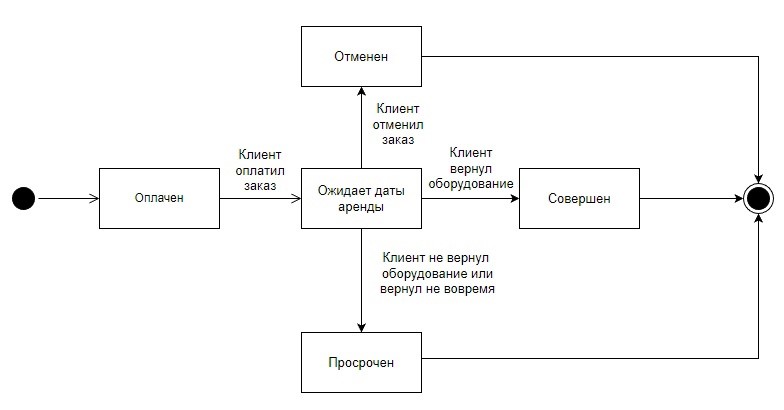 Отменен
Клиент
отменил
заказ
Клиент
оплатил
заказ
Клиент
вернул
оборудование
Оплачен
Ожидает даты
аренды
Совершен
Клиент не вернул
оборудование или
вернул не вовремя
Просрочен